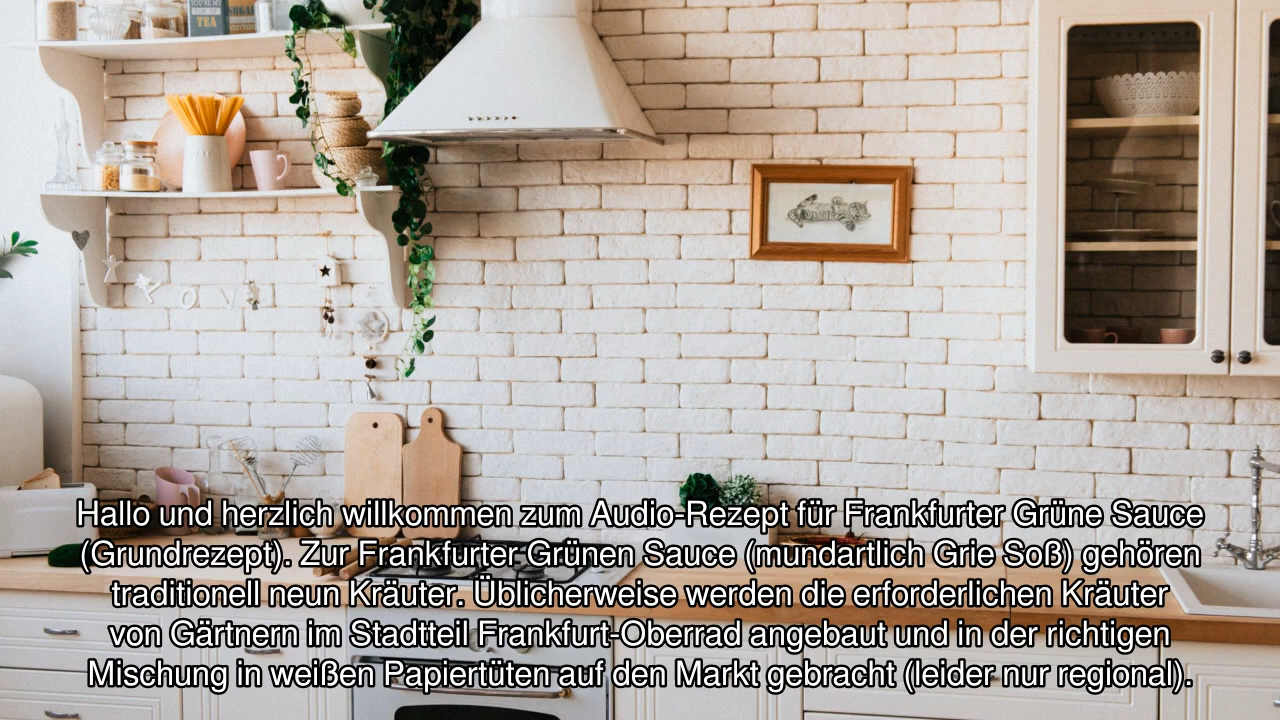 TEA
Hallo und herzlich willkommen zum Audio-Rezept für Frankfurter Grüne Sauce
(Grundrezept). Zur Frankfurter Grünen Sauce (mundartlich Grie Soß) gehören
traditionell neun Kräuter. Üblicherweise werden die erforderlichen Kräuter
von Gärtnern im Stadtteil Frankfurt-Oberrad angebaut und in der richtigen
Mischung in weißen Papiertüten auf den Markt gebracht (leider nur regional).